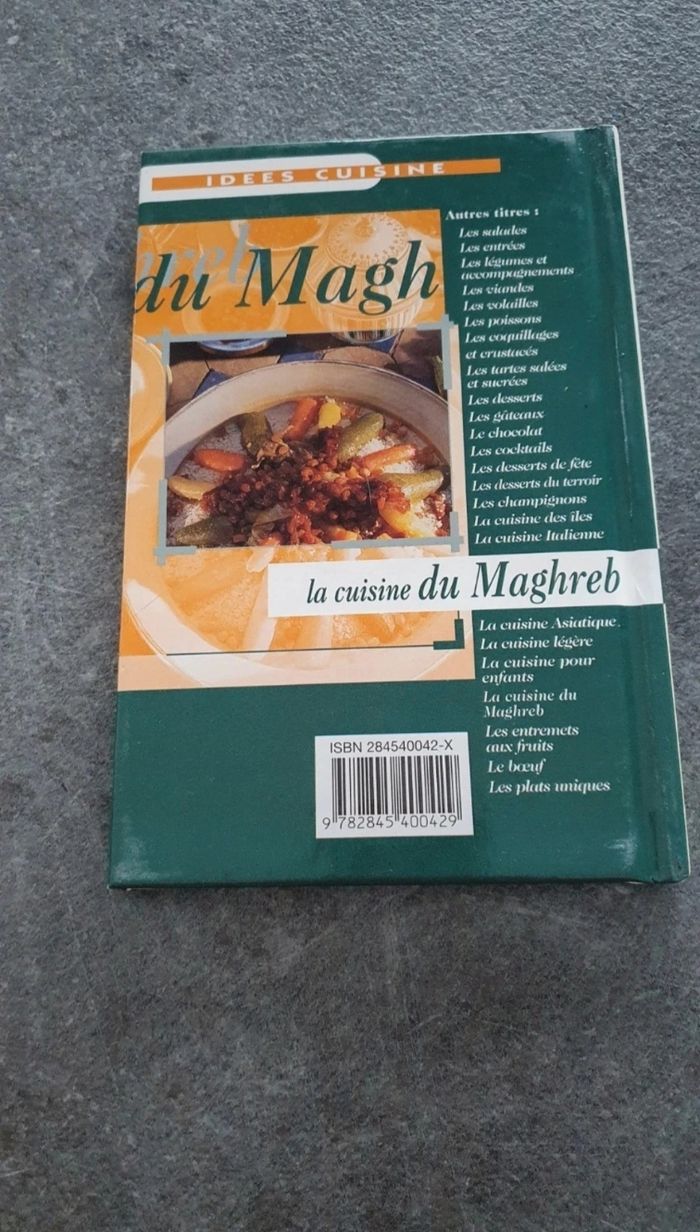 IDEES CUISINE
du Magh
Autres titres :
Les salades
Les entrées
Les légumes et
accompagnements
Les viandes
Les volailles
Les poissons
Les coquillages
et crustacés
Les tartes salées
et sucrées
Les desserts
Les gâteaux
Le chocolat
Les cocktails
Les desserts de fête
Les desserts du terroir
Les champignons
La cuisine des îles
La cuisine Italienne
la cuisine du Maghreb
La cuisine Asiatique.
La cuisine légère
La cuisine pour
enfants
La cuisine du
Maghreb
Les entremets
aux fruits
Le bœuf
Les plats uniques
ISBN 284540042-X
9 782845 400429